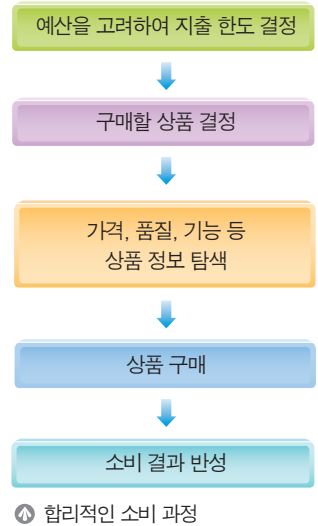 예산을 고려하여 지출 한도 결정
구매할 상품 결정
가격, 품질, 기능 등
상품 정보 탐색
상품 구매
소비 결과 반성
합리적인 소비 과정